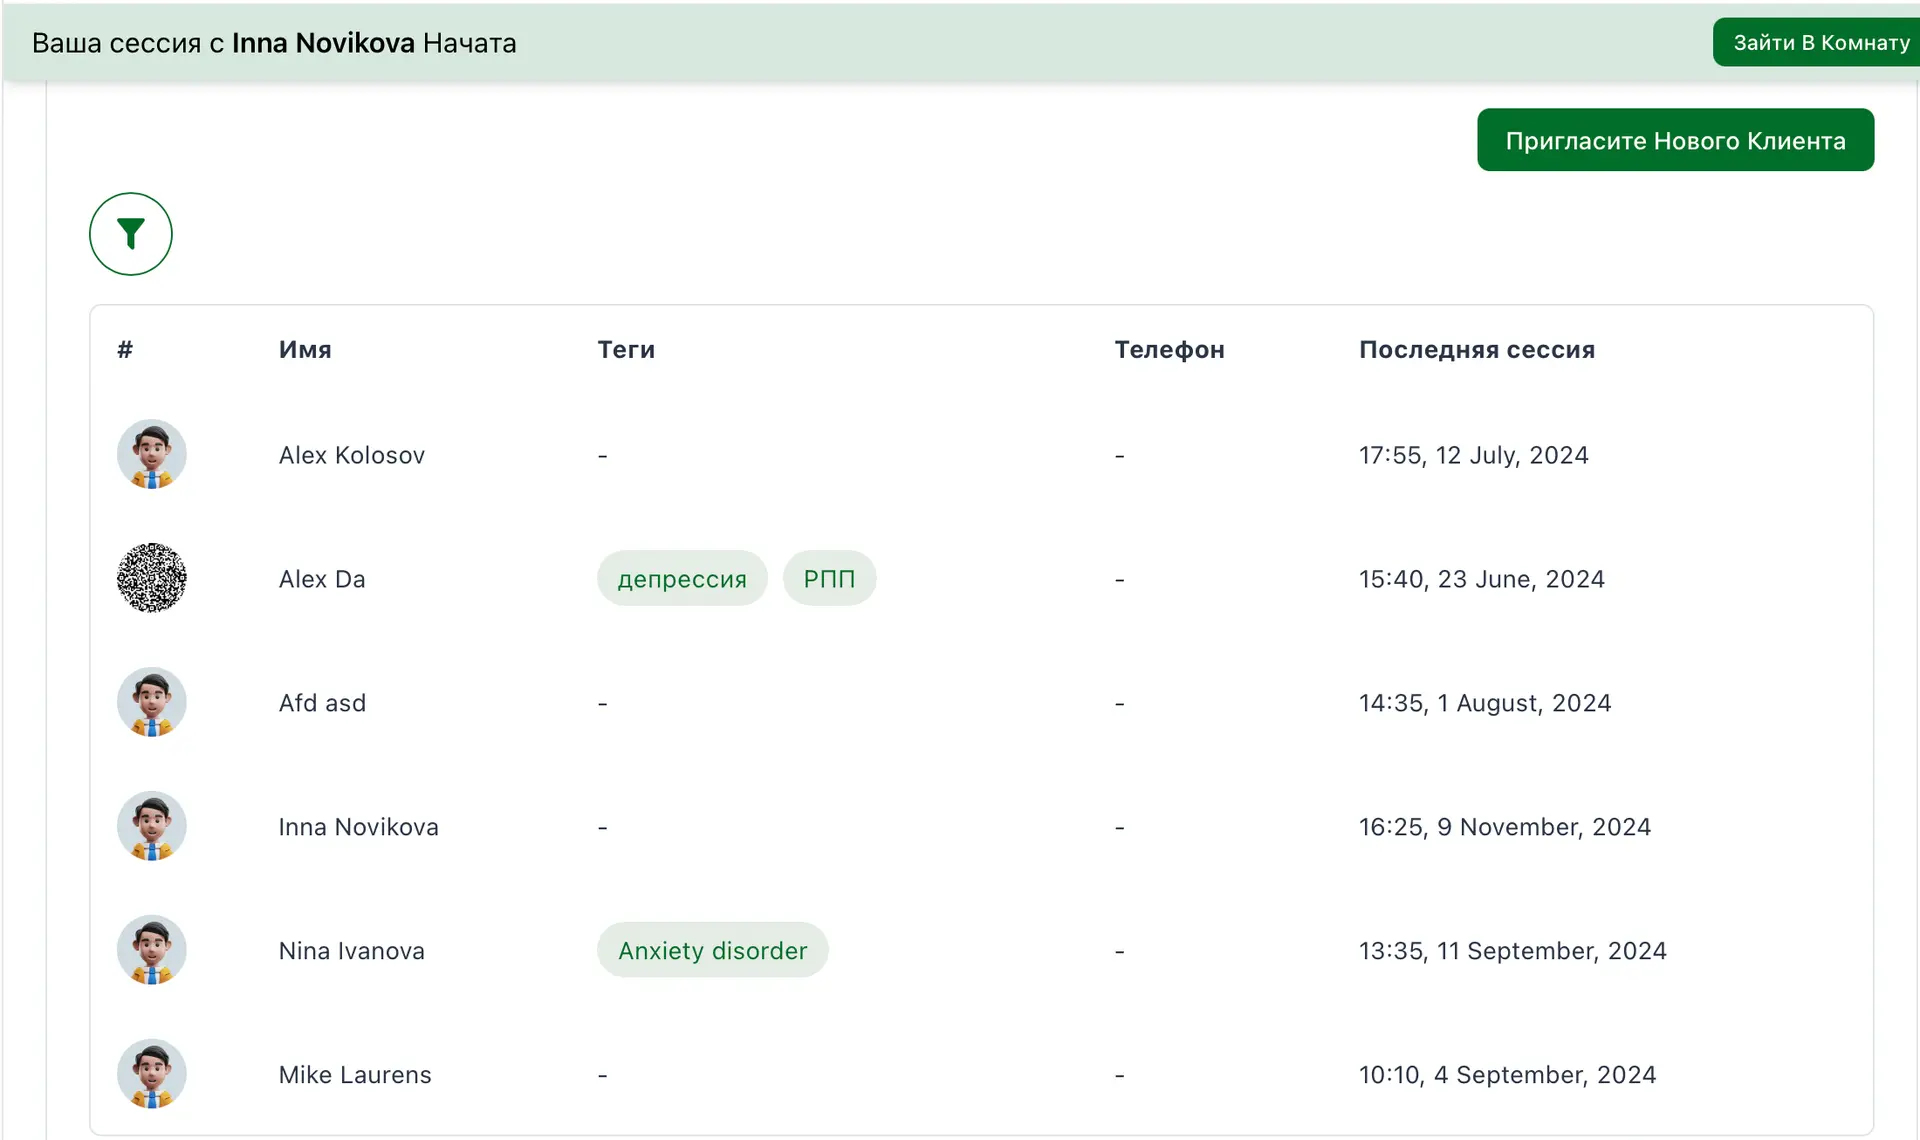 Ваша сессия с Inna Novikova Начата
Зайти В Комнату
Пригласите Нового Клиента
# Имя Теги Телефон Последняя сессия
Alex Kolosov - - 17:55, 12 July, 2024
Alex Da депрессия РПП - 15:40, 23 June, 2024
Afd asd - - 14:35, 1 August, 2024
Inna Novikova - - 16:25, 9 November, 2024
Nina Ivanova Anxiety disorder - 13:35, 11 September, 2024
Mike Laurens - - 10:10, 4 September, 2024